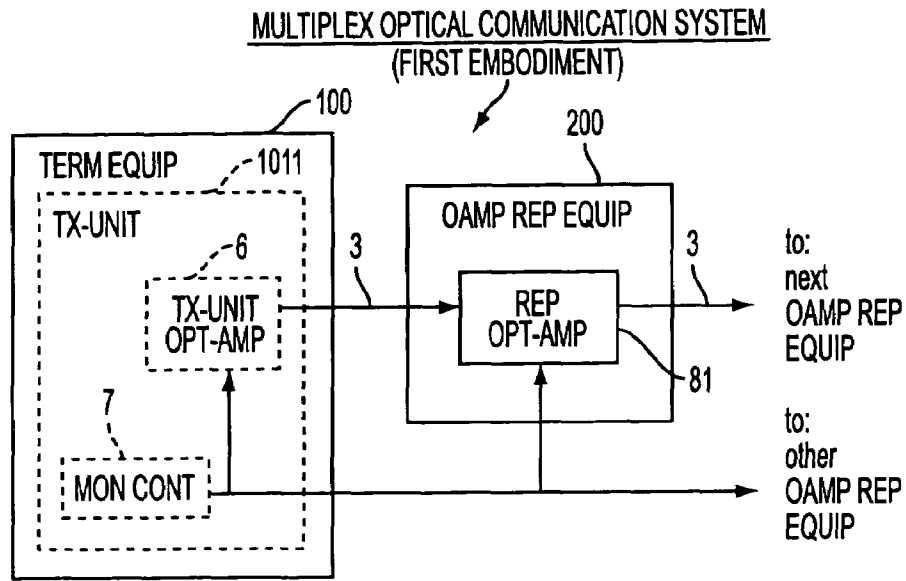 MULTIPLEX OPTICAL COMMUNICATION SYSTEM
(FIRST EMBODIMENT)
100
200
TERM EQUIP
1011
OAMP REP EQUIP
TX-UNIT
6
3
3
to:
next
OAMP REP
EQUIP
TX-UNIT
OPT-AMP
REP
OPT-AMP
81
7
MON CONT
to:
other
OAMP REP
EQUIP